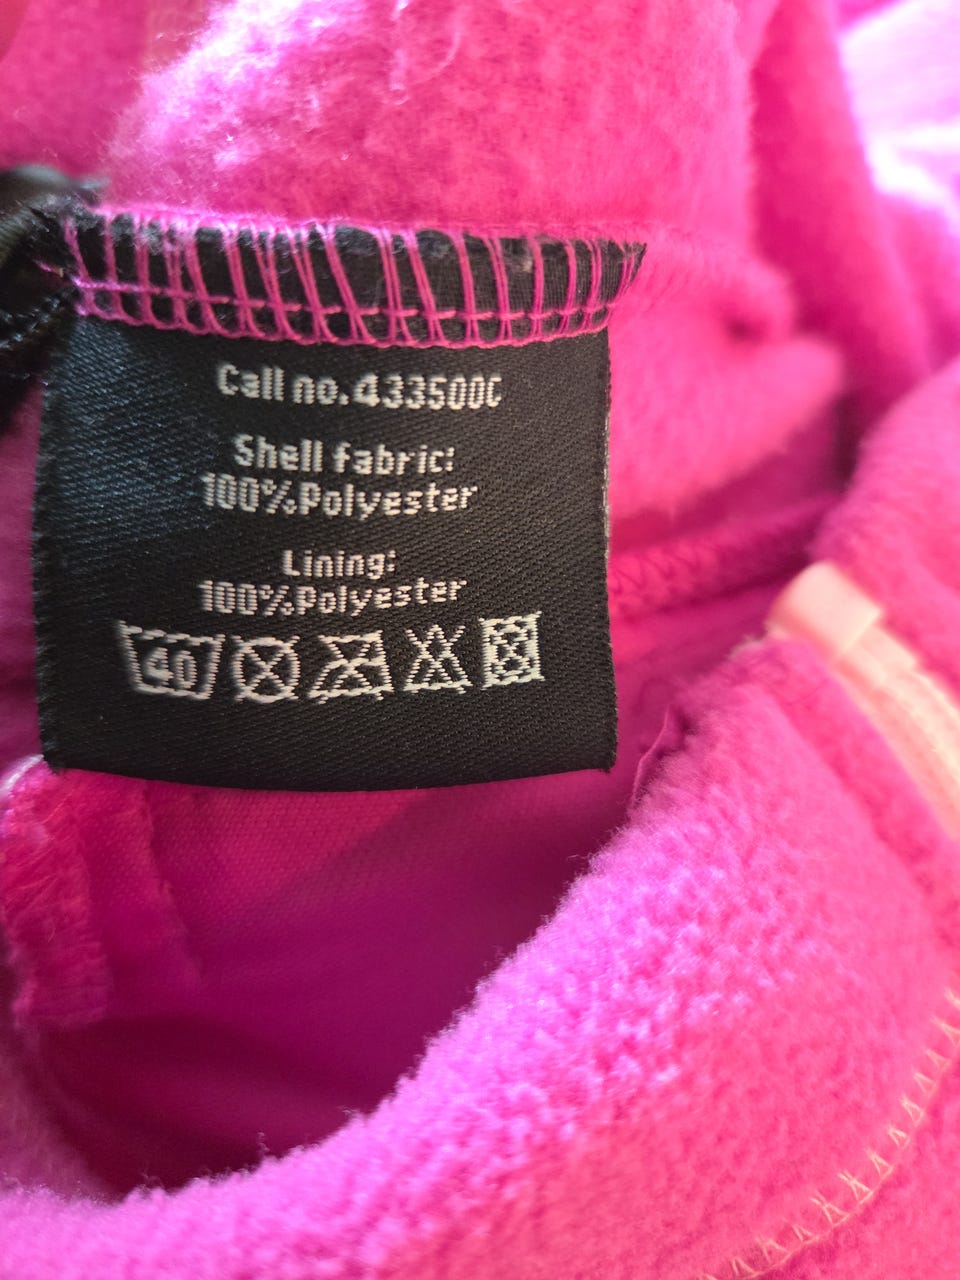 Call no.433500C
Shell fabric:
100%Polyester
Lining:
100%Polyester
40